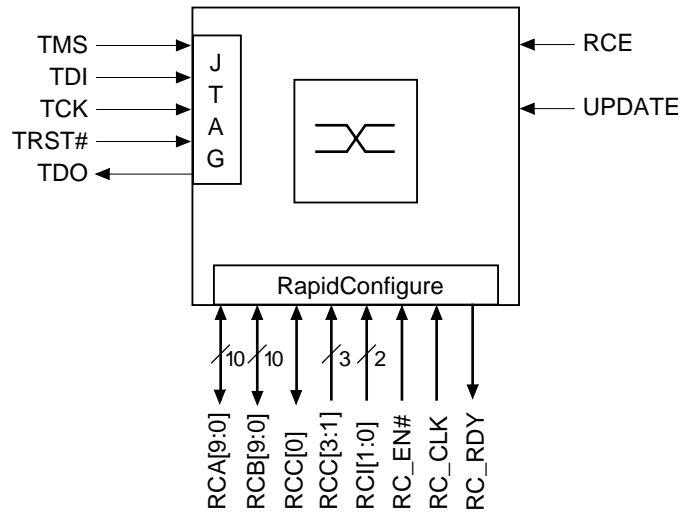 TMS
TDI
TCK
TRST#
TDO
J
T
A
G
RCE
UPDATE
RapidConfigure
10
10
3
2
RCA[9:0]
RCB[9:0]
RCC[0]
RCC[3:1]
RCI[1:0]
RC_EN#
RC_CLK
RC_RDY